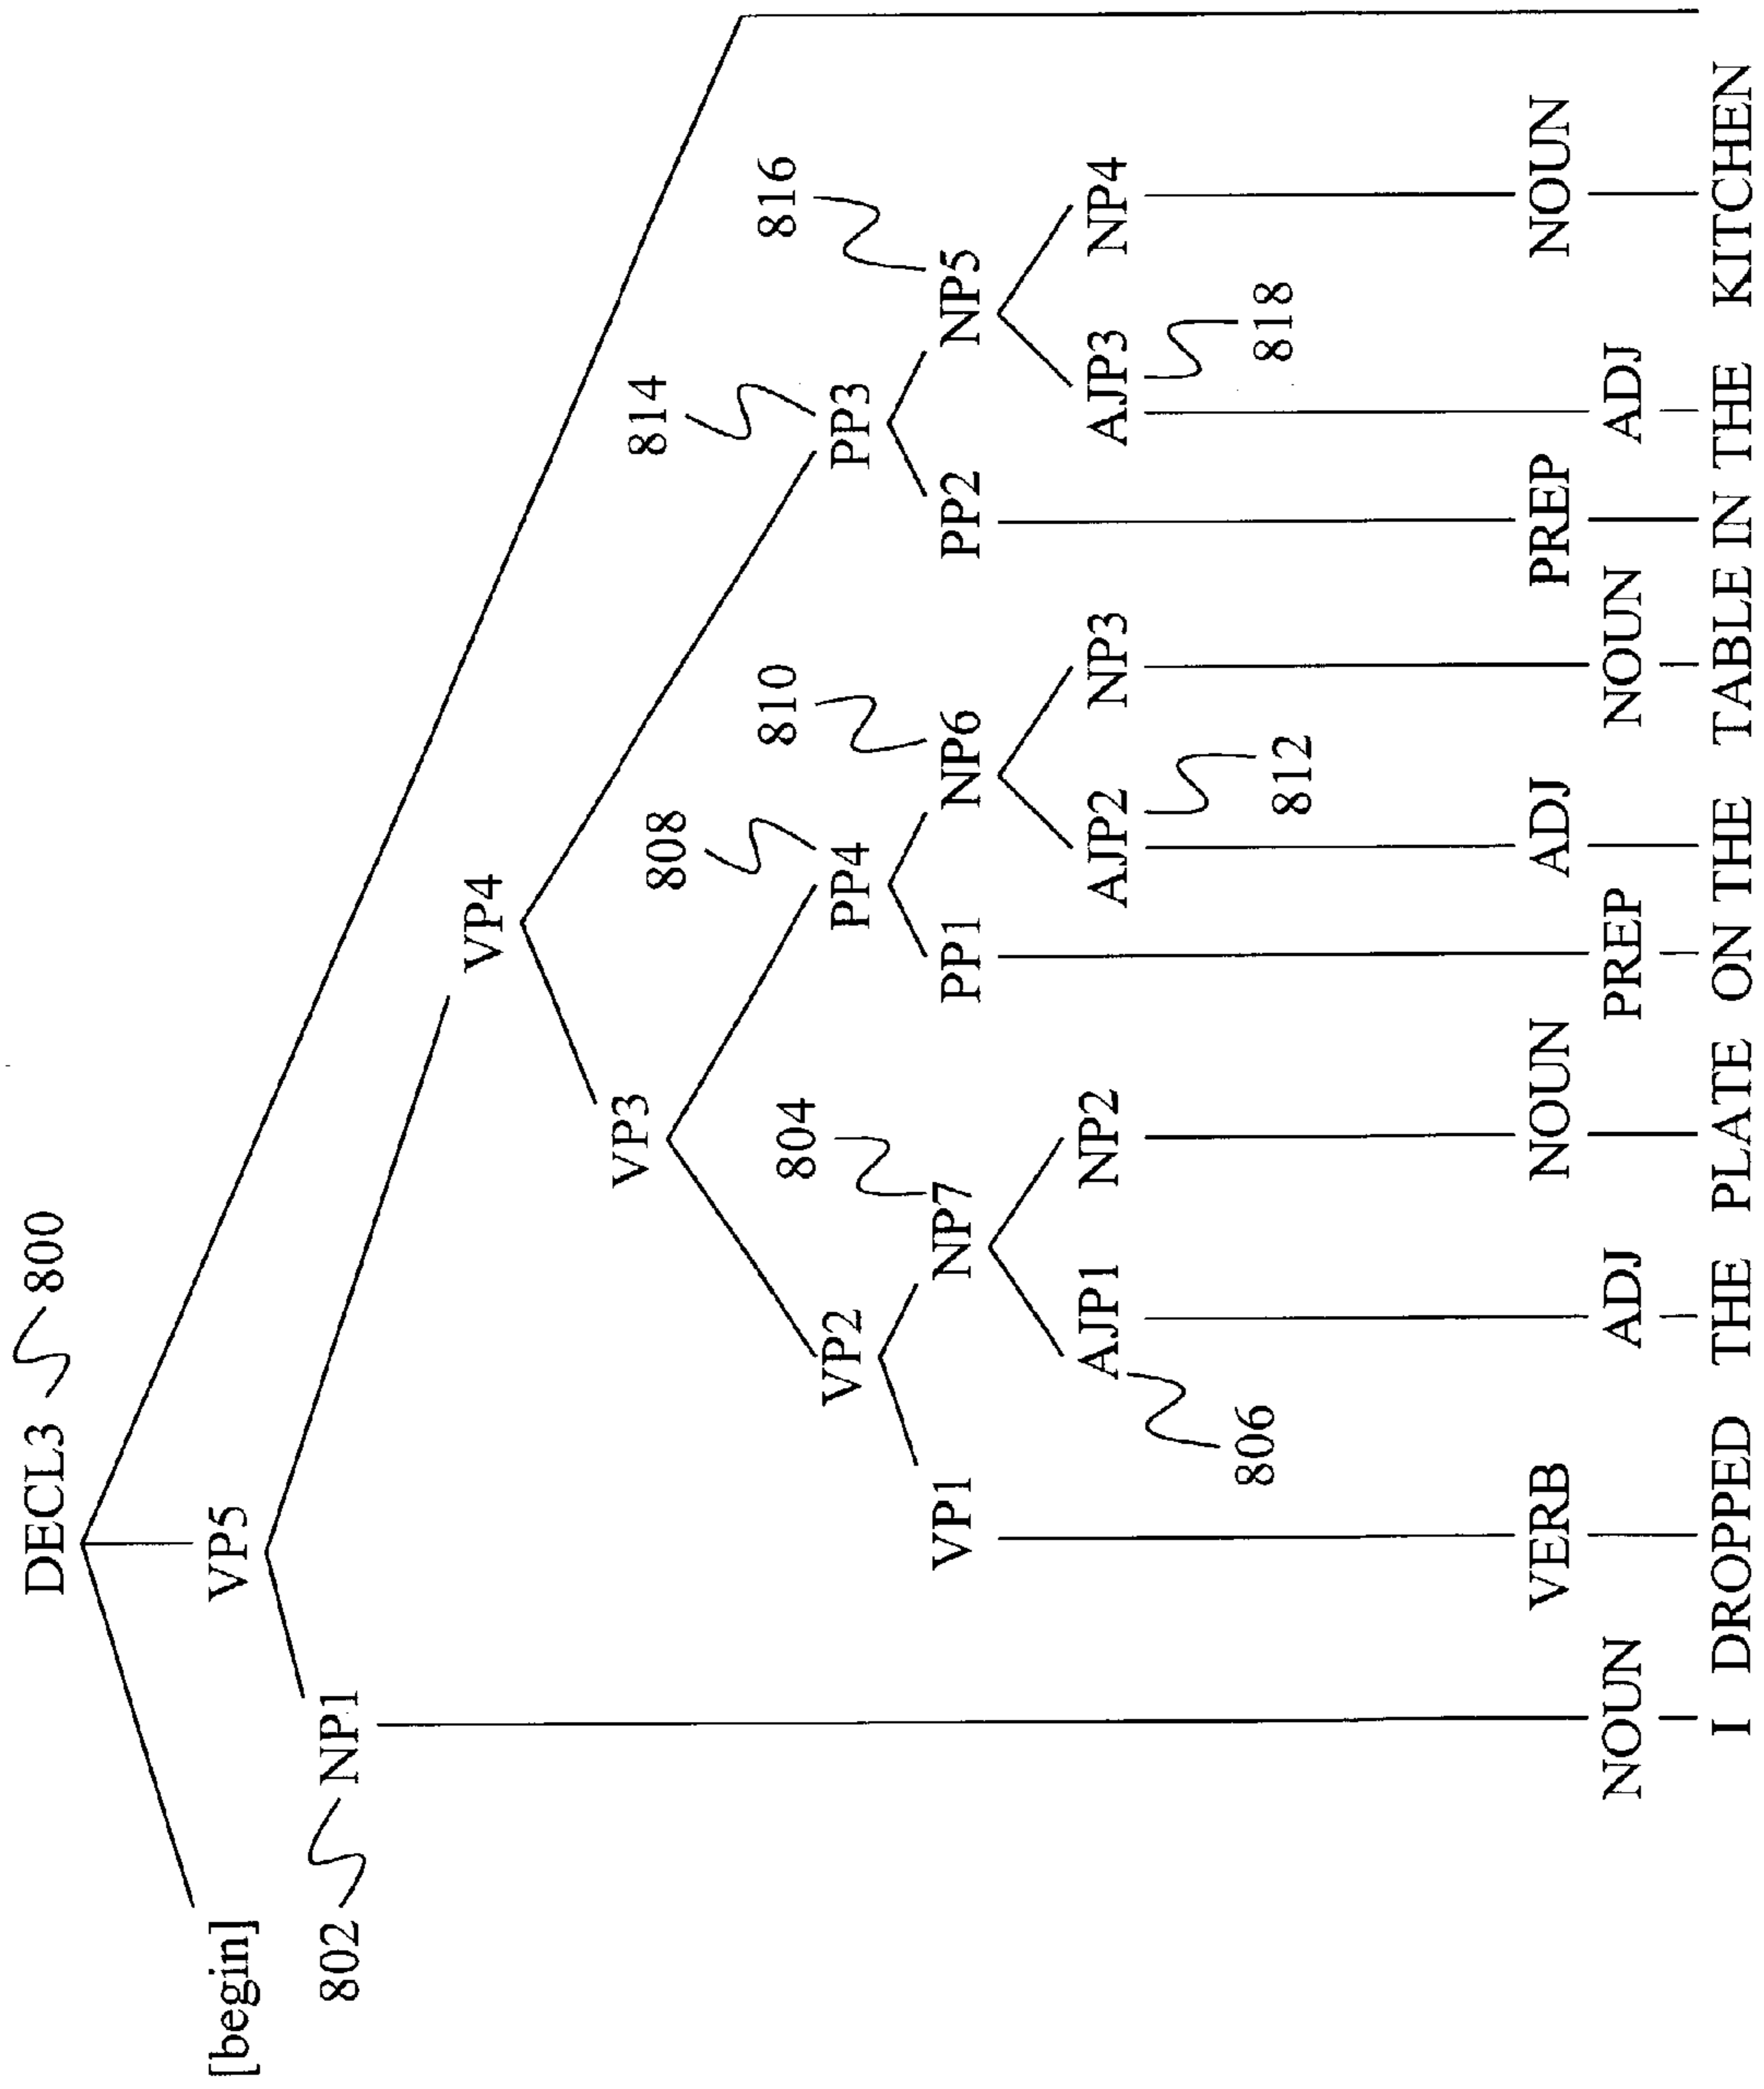 DECL3 800
[begin] VP5
802 NP1
VP4
VP3
808 814
804 810 816
VP2 PP4 PP3
VP1 NP7 PP1 NP6 PP2 NP5
AJP1 NP2 AJP2 NP3 AJP3 NP4
806 812 818
VERB NOUN ADJ PREP NOUN
NOUN ADJ PREP NOUN ADJ
I DROPPED THE PLATE ON THE TABLE IN THE KITCHEN